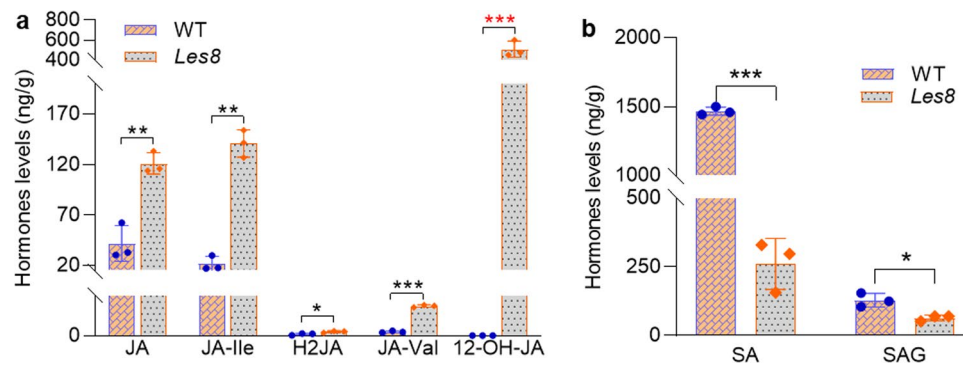 a
Hormones levels (ng/g)
800
600
400
170
120
70
20
0
WT
Les8
**
**
*
***
***
JA
JA-Ile
H2JA
JA-Val
12-OH-JA
b
Hormones levels (ng/g)
2000
1500
1000
500
250
0
WT
Les8
***
*
SA
SAG